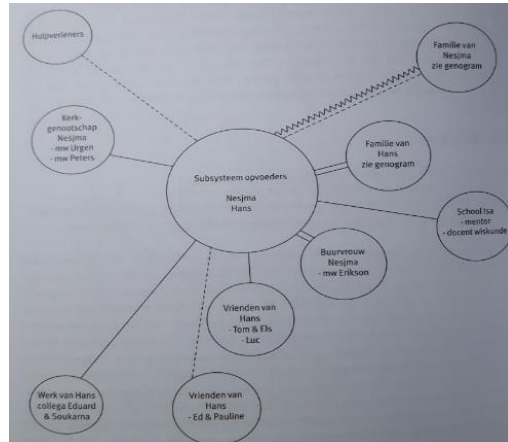 Hulpverleners
Familie van
Nesjma
zie genogram
Kerk-
genootschap
Nesjma
- mw Urgen
- mw Peters
Familie van
Hans
zie genogram
Subsysteem opvoeders
Nesjma
Hans
School Isa
- mentor
- docent wiskunde
Buurvrouw
Nesjma
- mw Erikson
Vrienden van
Hans
- Tom & Els
- Luc
Werk van Hans
collega Eduard
& Soukarna
Vrienden van
Hans
- Ed & Pauline